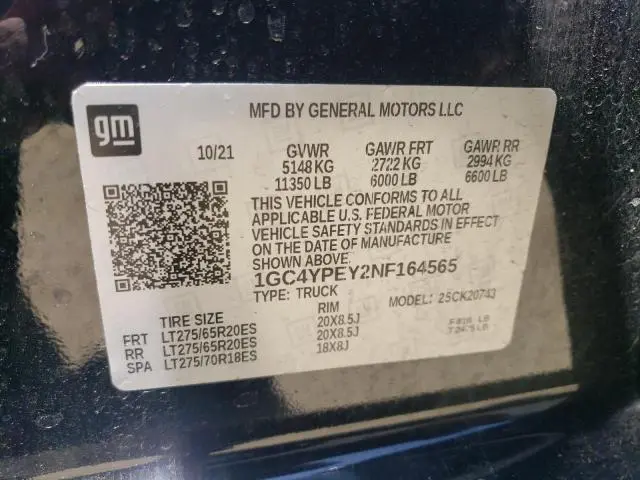 gm
MFD BY GENERAL MOTORS LLC
10/21 GVWR GAWR FRT GAWR RR
5148 KG 2722 KG 2994 KG
11350 LB 6000 LB 6600 LB
THIS VEHICLE CONFORMS TO ALL
APPLICABLE U.S. FEDERAL MOTOR
VEHICLE SAFETY STANDARDS IN EFFECT
ON THE DATE OF MANUFACTURE
SHOWN ABOVE.
1GC4YPEY2NF164565
TYPE: TRUCK MODEL: 2SCK20743
TIRE SIZE RIM
FRT LT275/65R20ES 20X8.5J
RR LT275/65R20ES 20X8.5J
SPA LT275/70R18ES 18X8J
LB
LB